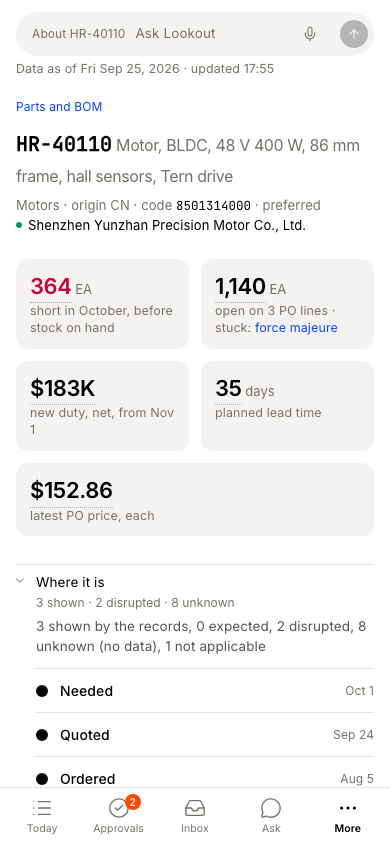 About HR-40110 Ask Lookout
Data as of Fri Sep 25, 2026 · updated 17:55
Parts and BOM
HR-40110 Motor, BLDC, 48 V 400 W, 86 mm
frame, hall sensors, Tern drive
Motors · origin CN · code 8501314000 · preferred
Shenzhen Yunzhan Precision Motor Co., Ltd.
364 EA
short in October, before
stock on hand
1,140 EA
open on 3 PO lines ·
stuck: force majeure
$183K
new duty, net, from Nov
1
35 days
planned lead time
$152.86
latest PO price, each
Where it is
3 shown · 2 disrupted · 8 unknown
3 shown by the records, 0 expected, 2 disrupted, 8
unknown (no data), 1 not applicable
Needed Oct 1
Quoted Sep 24
Ordered Aug 5
2
Today Approvals Inbox Ask More